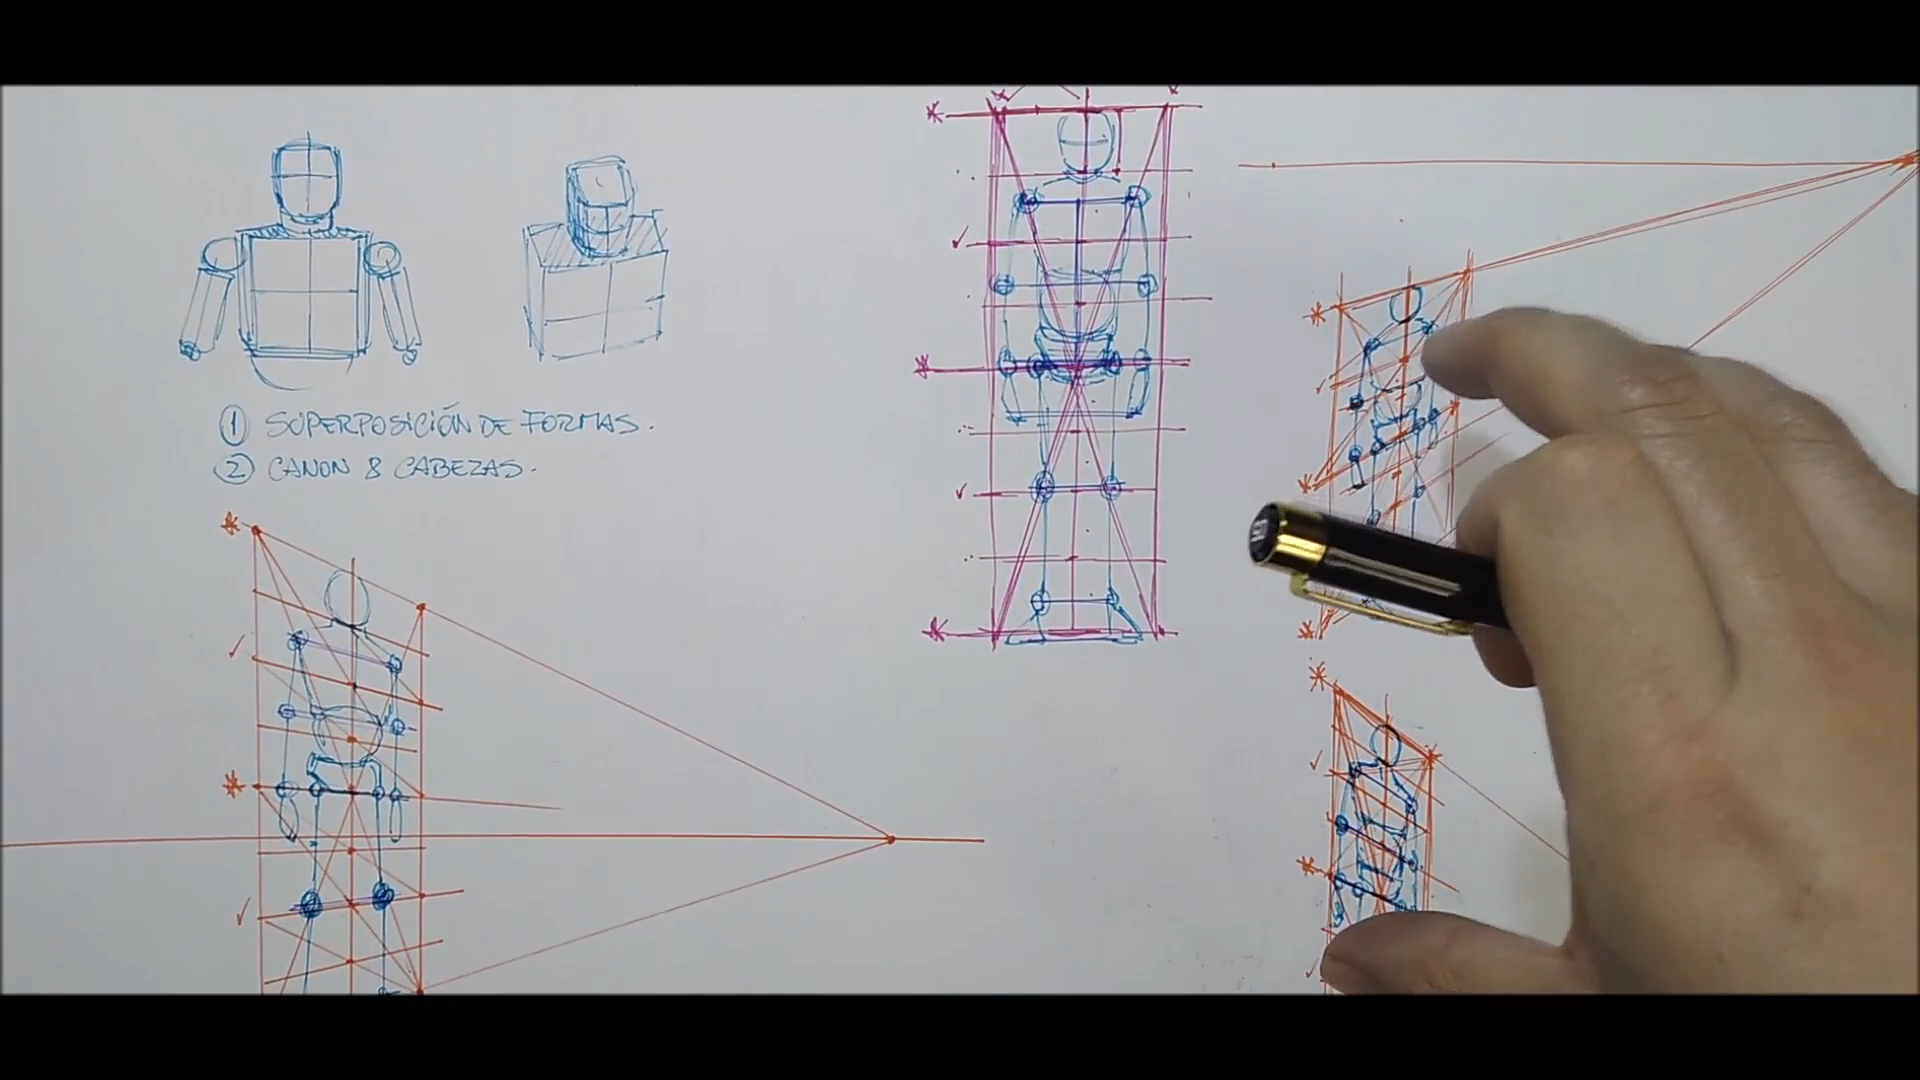 ① SUPERPOSICIÓN DE FORMAS.
② CANON 8 CABEZAS.